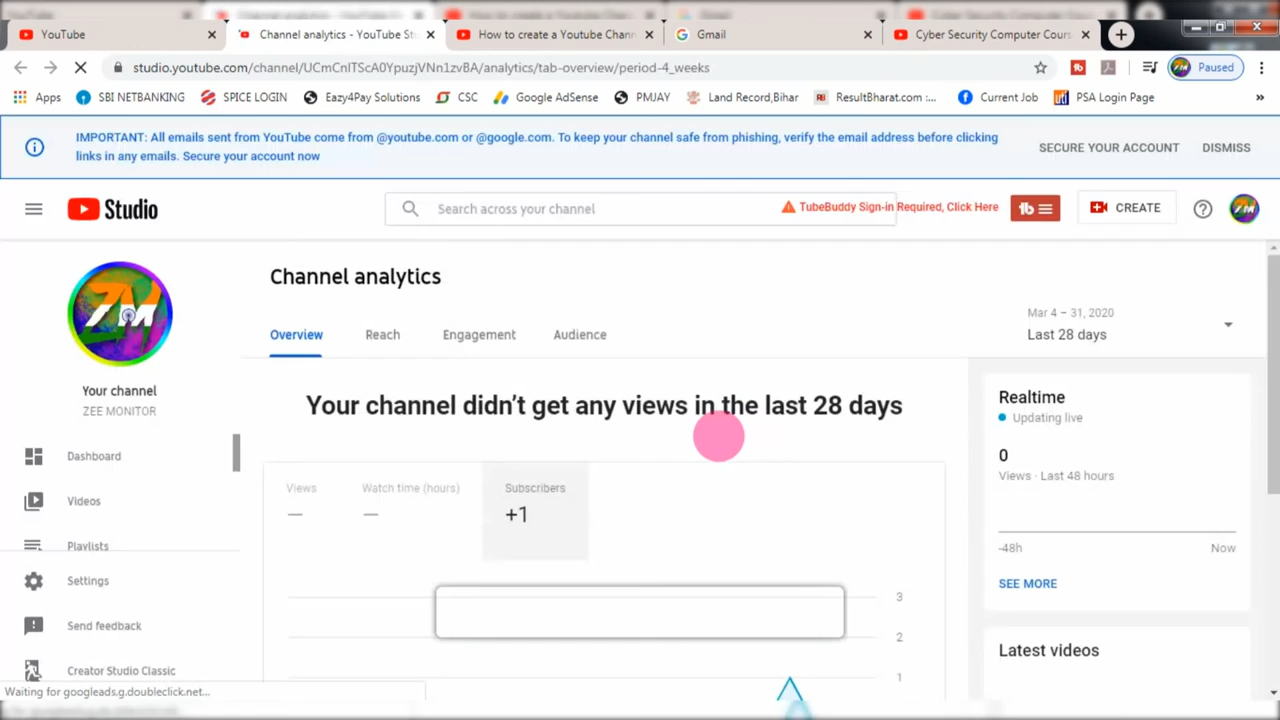 YouTube
Channel analytics - YouTube St
How to create a Youtube Chann
Gmail
Cyber Security Computer Cours
studio.youtube.com/channel/UCmCnITScA0YpuzjVNn1zvBA/analytics/tab-overview/period-4_weeks
Paused
Apps
SBI NETBANKING
SPICE LOGIN
Eazy4Pay Solutions
CSC
Google AdSense
PMJAY
Land Record,Bihar
ResultBharat.com :...
Current Job
PSA Login Page
»
IMPORTANT: All emails sent from YouTube come from @youtube.com or @google.com. To keep your channel safe from phishing, verify the email address before clicking
links in any emails. Secure your account now
SECURE YOUR ACCOUNT
DISMISS
Studio
Search across your channel
TubeBuddy Sign-in Required, Click Here
tb
CREATE
ZM
Your channel
ZEE MONITOR
Dashboard
Videos
Playlists
Settings
Send feedback
Creator Studio Classic
Channel analytics
Mar 4 – 31, 2020
Last 28 days
Overview
Reach
Engagement
Audience
Your channel didn't get any views in the last 28 days
Views
—
Watch time (hours)
—
Subscribers
+1
3
2
1
Realtime
Updating live
0
Views · Last 48 hours
-48h
Now
SEE MORE
Latest videos
Waiting for googleads.g.doubleclick.net...